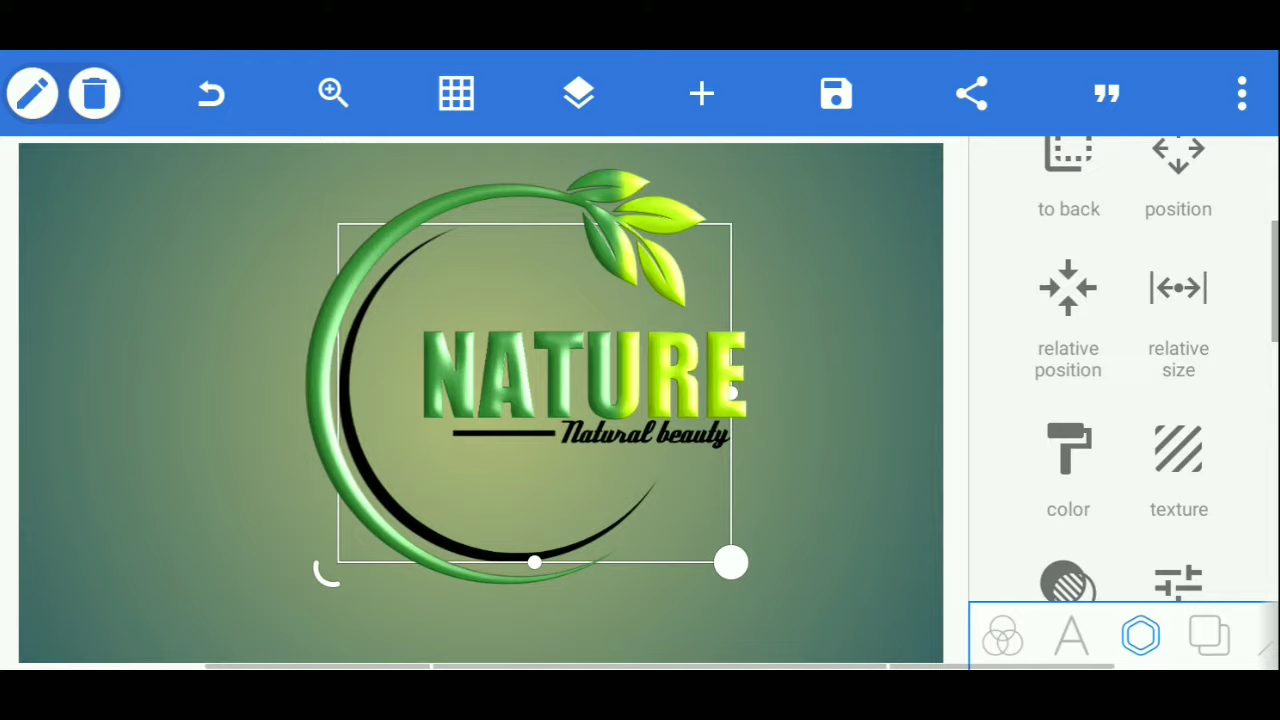 to back
position
relative
position
relative
size
color
texture
NATURE
Natural beauty